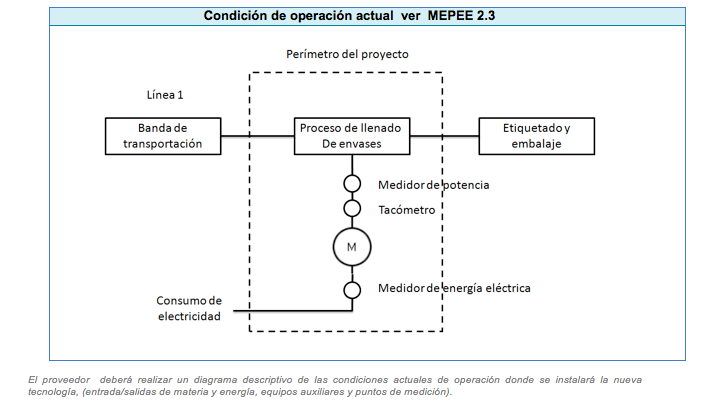 Condición de operación actual ver MEPEE 2.3
Perímetro del proyecto
Línea 1
Banda de
transportación
Proceso de llenado
De envases
Etiquetado y
embalaje
Medidor de potencia
Tacómetro
M
Medidor de energía eléctrica
Consumo de
electricidad
El proveedor deberá realizar un diagrama descriptivo de las condiciones actuales de operación donde se instalará la nueva
tecnología, (entrada/salidas de materia y energía, equipos auxiliares y puntos de medición).